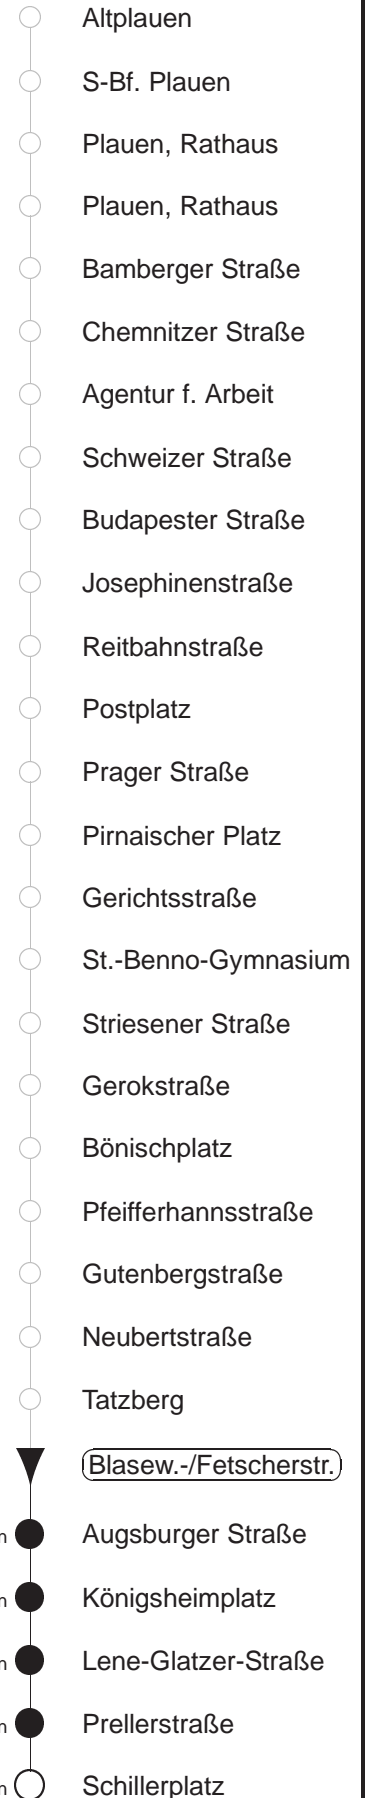 Altplauen
S-Bf. Plauen
Plauen, Rathaus
Plauen, Rathaus
Bamberger Straße
Chemnitzer Straße
Agentur f. Arbeit
Schweizer Straße
Budapester Straße
Josephinenstraße
Reitbahnstraße
Postplatz
Prager Straße
Pirnaischer Platz
Gerichtsstraße
St.-Benno-Gymnasium
Striesener Straße
Gerokstraße
Bönischplatz
Pfeifferhannsstraße
Gutenbergstraße
Neubertstraße
Tatzberg
Blasew.-/Fetscherstr.
Augsburger Straße
Königsheimplatz
Lene-Glatzer-Straße
Prellerstraße
Schillerplatz